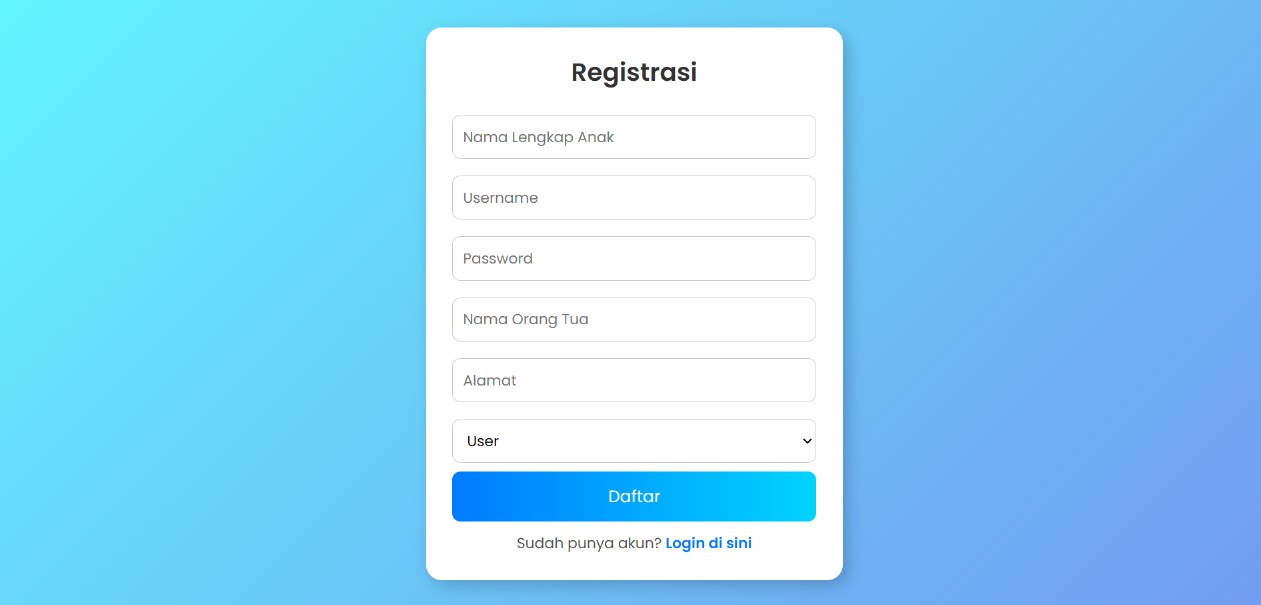 Registrasi
Nama Lengkap Anak
Username
Password
Nama Orang Tua
Alamat
User
Daftar
Sudah punya akun? Login di sini